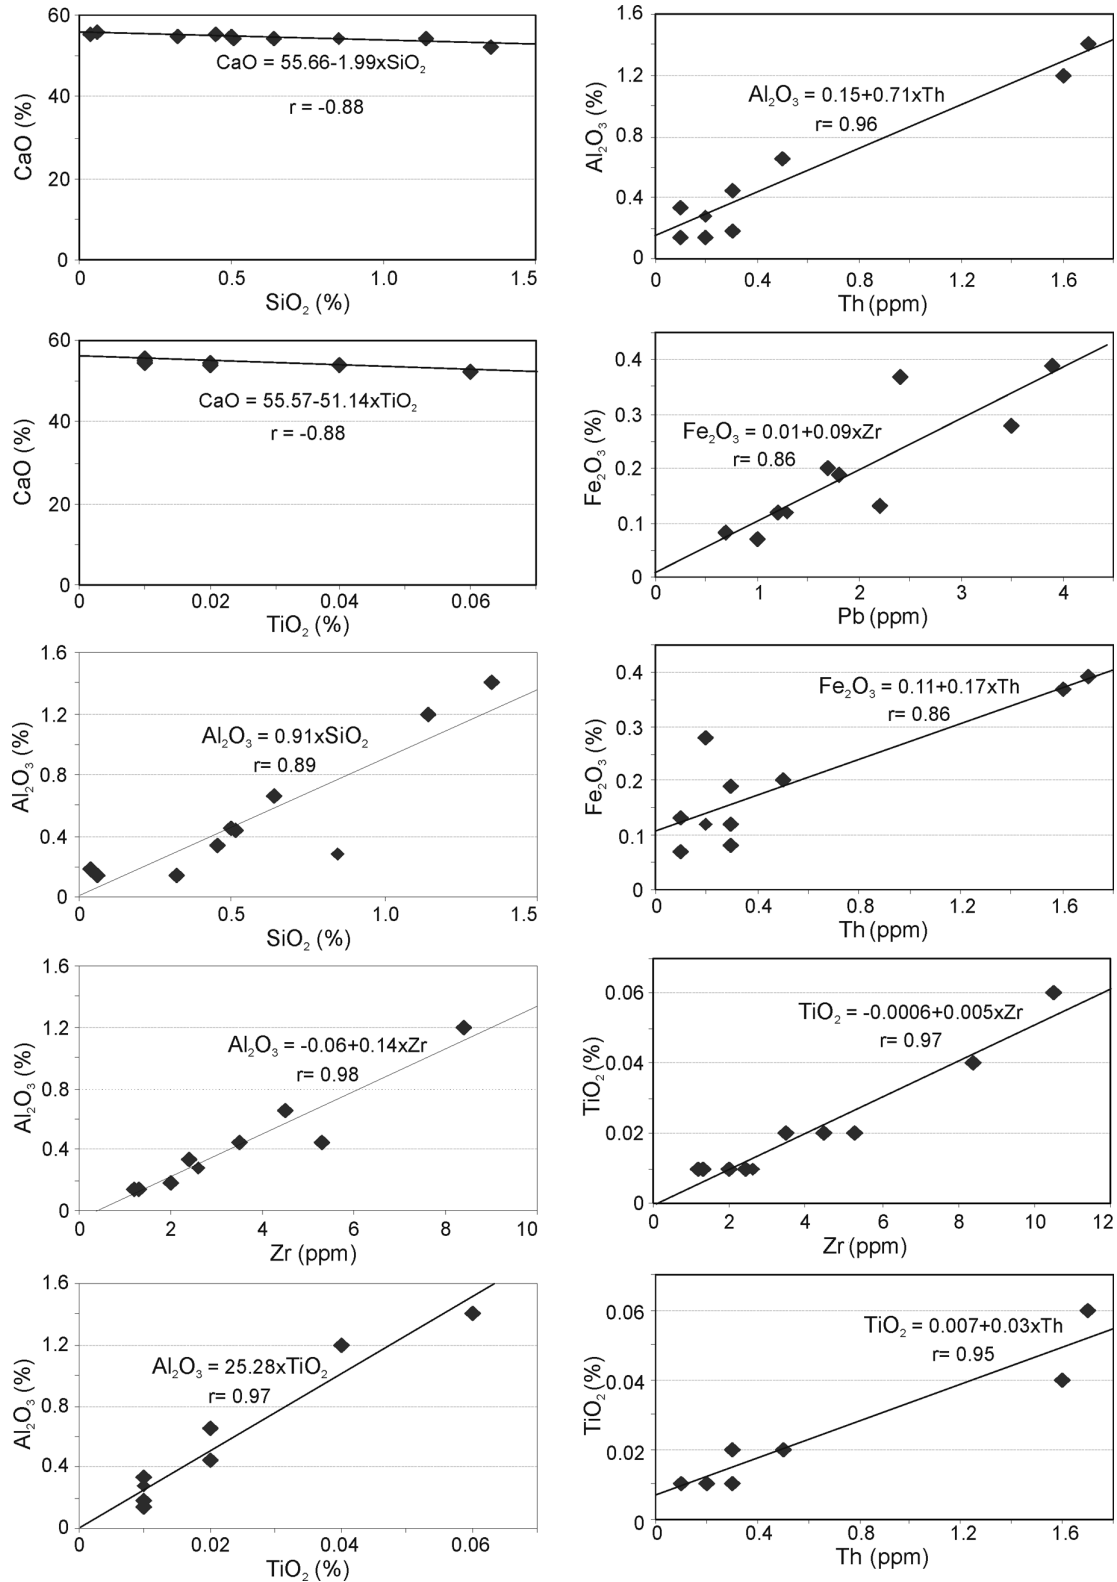 60
40
20
0
CaO (%)
CaO = 55.66-1.99xSiO₂
r = -0.88
0 0.5 1.0 1.5
SiO₂ (%)
1.6
1.2
0.8
0.4
0
Al₂O₃ (%)
Al₂O₃ = 0.15+0.71xTh
r= 0.96
0 0.4 1.2 1.6
Th (ppm)
60
40
20
0
CaO (%)
CaO = 55.57-51.14xTiO₂
r = -0.88
0 0.02 0.04 0.06
TiO₂ (%)
0.4
0.3
0.2
0.1
0
Fe₂O₃ (%)
Fe₂O₃ = 0.01+0.09xZr
r= 0.86
0 1 2 3 4
Pb (ppm)
1.6
1.2
0.8
0.4
0
Al₂O₃ (%)
Al₂O₃ = 0.91xSiO₂
r= 0.89
0 0.5 1.0 1.5
SiO₂ (%)
0.4
0.3
0.2
0.1
0
Fe₂O₃ (%)
Fe₂O₃ = 0.11+0.17xTh
r= 0.86
0 0.4 1.2 1.6
Th (ppm)
1.6
1.2
0.8
0.4
0
Al₂O₃ (%)
Al₂O₃ = -0.06+0.14xZr
r= 0.98
0 2 4 6 8 10
Zr (ppm)
0.06
0.04
0.02
0
TiO₂ (%)
TiO₂ = -0.0006+0.005xZr
r= 0.97
0 2 4 6 8 10 12
Zr (ppm)
1.6
1.2
0.8
0.4
0
Al₂O₃ (%)
Al₂O₃ = 25.28xTiO₂
r= 0.97
0 0.02 0.04 0.06
TiO₂ (%)
0.06
0.04
0.02
0
TiO₂ (%)
TiO₂ = 0.007+0.03xTh
r= 0.95
0 0.4 1.2 1.6
Th (ppm)